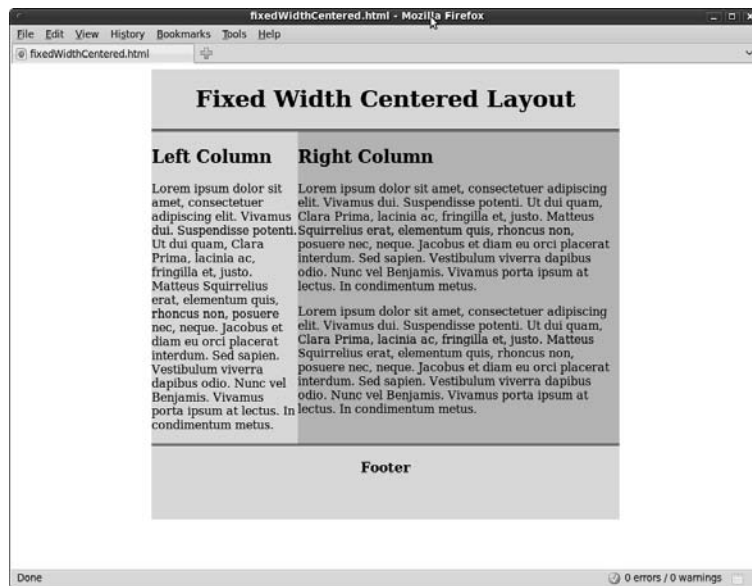 fixedWidthCentered.html - Mozilla Firefox
File Edit View History Bookmarks Tools Help
fixedWidthCentered.html
Fixed Width Centered Layout
Left Column
Lorem ipsum dolor sit
amet, consectetuer
adipiscing elit. Vivamus
dui. Suspendisse potenti.
Ut dui quam, Clara
Prima, lacinia ac,
fringilla et, justo.
Matteus Squirrelius
erat, elementum quis,
rhoncus non, posuere
nec, neque. Jacobus et
diam eu orci placerat
interdum. Sed sapien.
Vestibulum viverra
dapibus odio. Nunc vel
Benjamis. Vivamus
porta ipsum at lectus. In
condimentum metus.
Right Column
Lorem ipsum dolor sit amet, consectetuer adipiscing
elit. Vivamus dui. Suspendisse potenti. Ut dui quam,
Clara Prima, lacinia ac, fringilla et, justo. Matteus
Squirrelius erat, elementum quis, rhoncus non,
posuere nec, neque. Jacobus et diam eu orci placerat
interdum. Sed sapien. Vestibulum viverra dapibus
odio. Nunc vel Benjamis. Vivamus porta ipsum at
lectus. In condimentum metus.
Lorem ipsum dolor sit amet, consectetuer adipiscing
elit. Vivamus dui. Suspendisse potenti. Ut dui quam,
Clara Prima, lacinia ac, fringilla et, justo. Matteus
Squirrelius erat, elementum quis, rhoncus non,
posuere nec, neque. Jacobus et diam eu orci placerat
interdum. Sed sapien. Vestibulum viverra dapibus
odio. Nunc vel Benjamis. Vivamus porta ipsum at
lectus. In condimentum metus.
Footer
Done
0 errors / 0 warnings